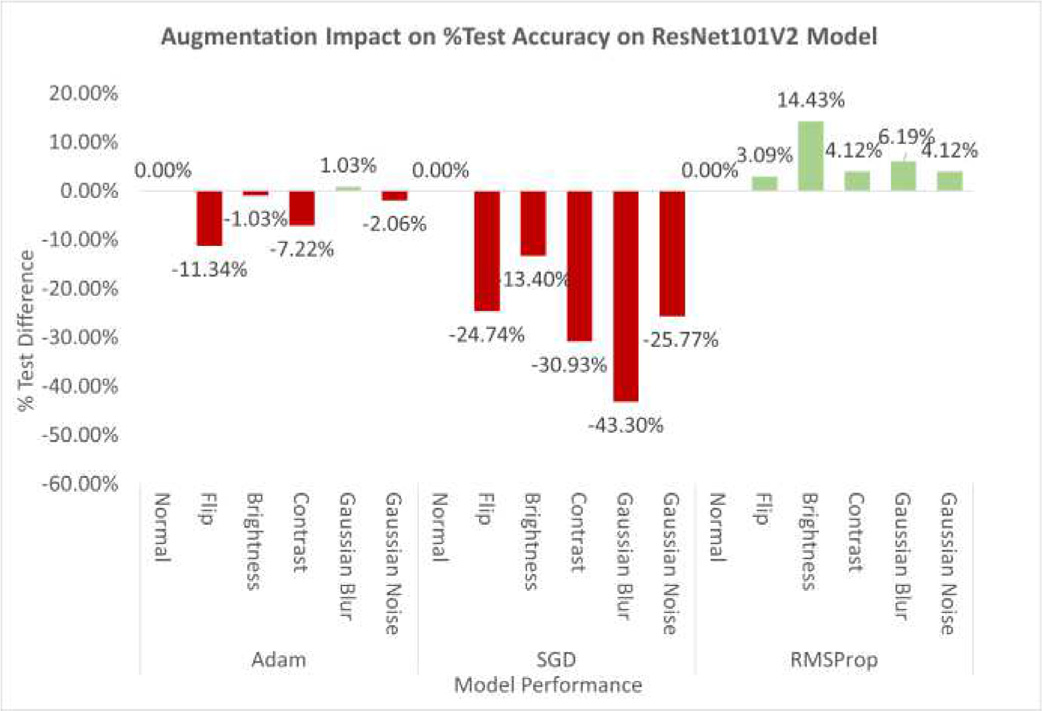 Augmentation Impact on %Test Accuracy on ResNet101V2 Model
% Test Difference
20.00%
10.00%
0.00%
-10.00%
-20.00%
-30.00%
-40.00%
-50.00%
-60.00%
0.00%
-11.34%
-1.03%
-7.22%
1.03%
-2.06%
0.00%
-24.74%
-13.40%
-30.93%
-43.30%
-25.77%
0.00%
3.09%
14.43%
4.12%
6.19%
4.12%
Normal
Flip
Brightness
Contrast
Gaussian Blur
Gaussian Noise
Normal
Flip
Brightness
Contrast
Gaussian Blur
Gaussian Noise
Normal
Flip
Brightness
Contrast
Gaussian Blur
Gaussian Noise
Adam
SGD
RMSProp
Model Performance